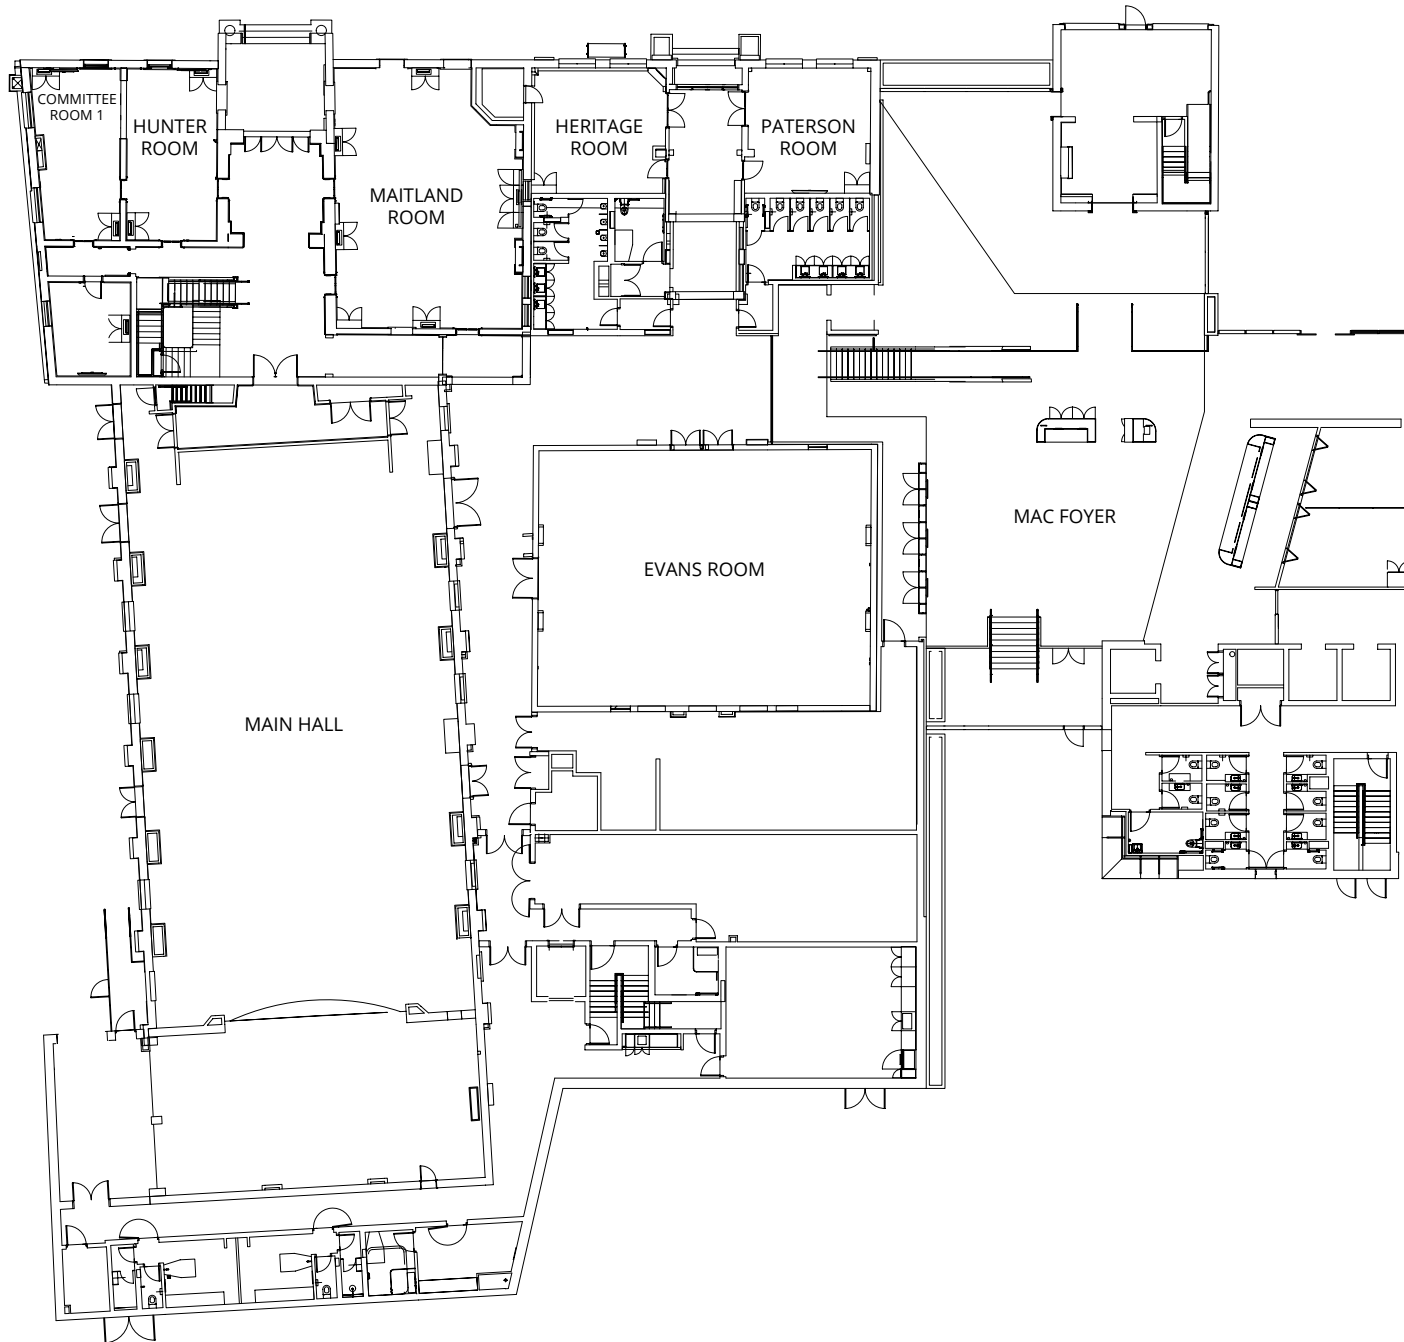 COMMITTEE
ROOM 1
HUNTER
ROOM
MAITLAND
ROOM
HERITAGE
ROOM
PATERSON
ROOM
MAC FOYER
EVANS ROOM
MAIN HALL